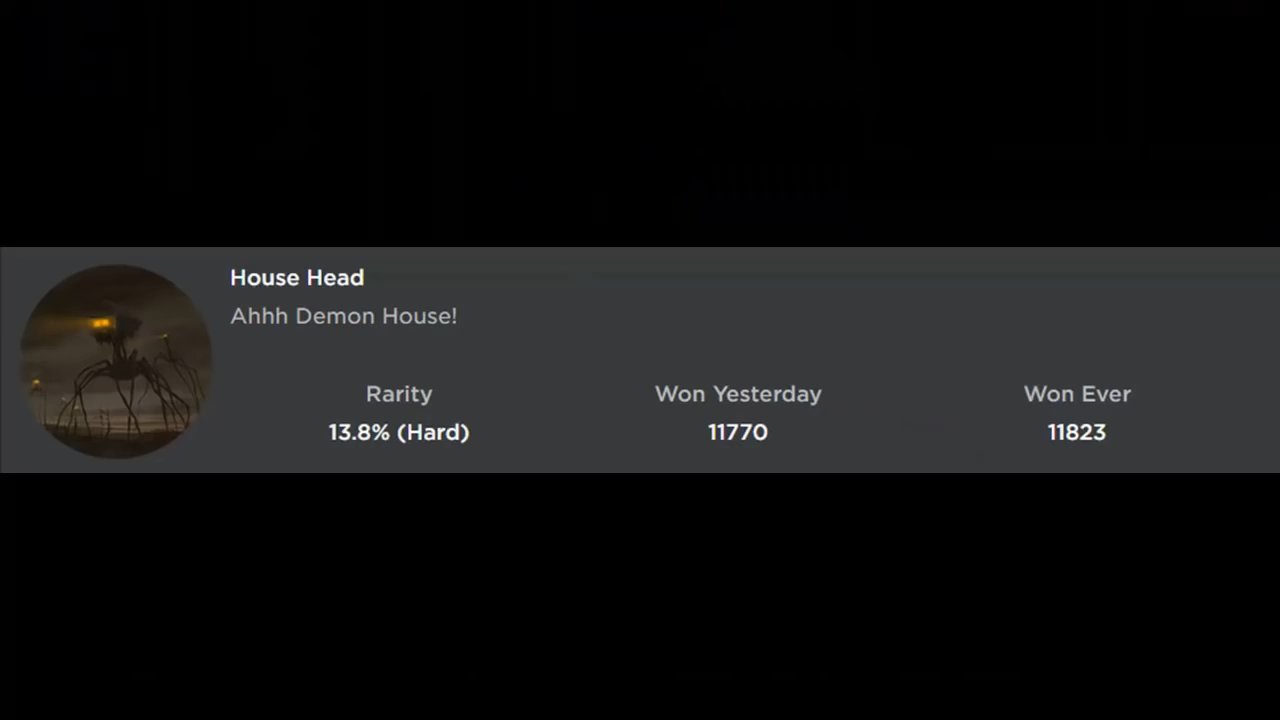 House Head
Ahhh Demon House!
Rarity Won Yesterday Won Ever
13.8% (Hard) 11770 11823